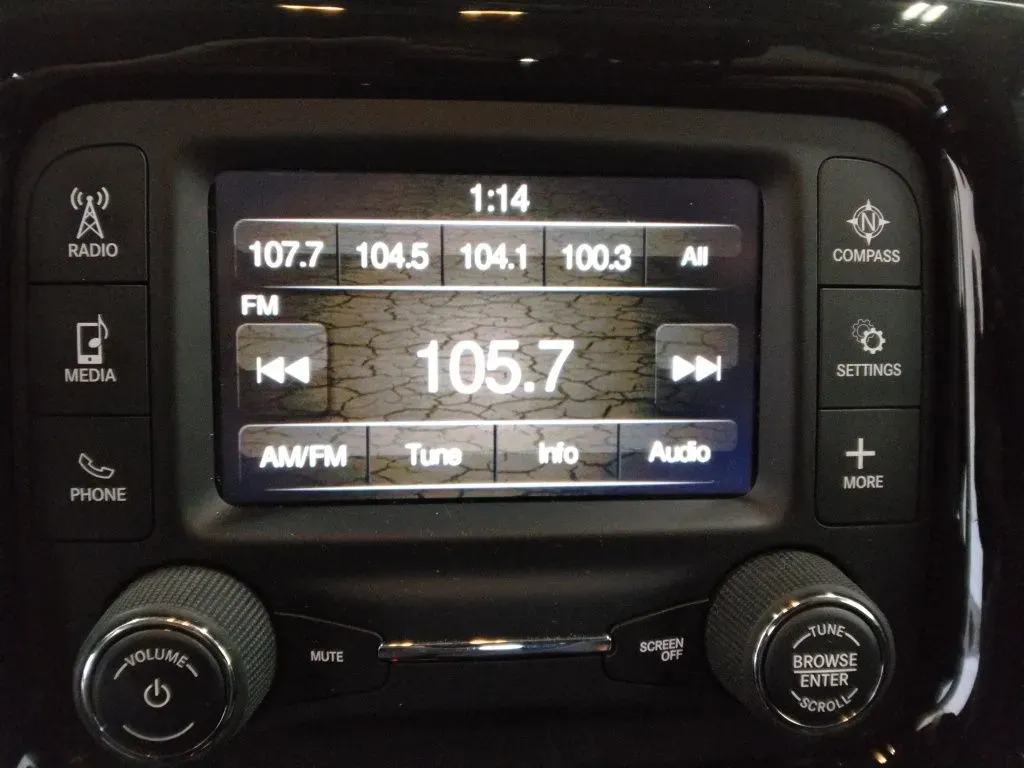 1:14
107.7 104.5 104.1 100.3 All
FM
105.7
AM/FM Tune Info Audio
RADIO
MEDIA
PHONE
N
COMPASS
SETTINGS
MORE
VOLUME
MUTE
SCREEN
OFF
TUNE
BROWSE
ENTER
SCROLL